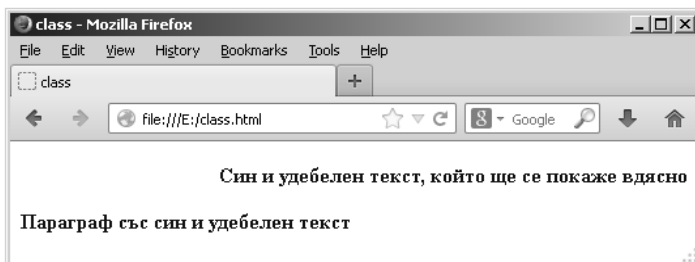 class - Mozilla Firefox
File Edit View History Bookmarks Tools Help
class +
file:///E:/class.html 8 Google
Син и удебелен текст, който ще се покаже вдясно
Параграф със син и удебелен текст